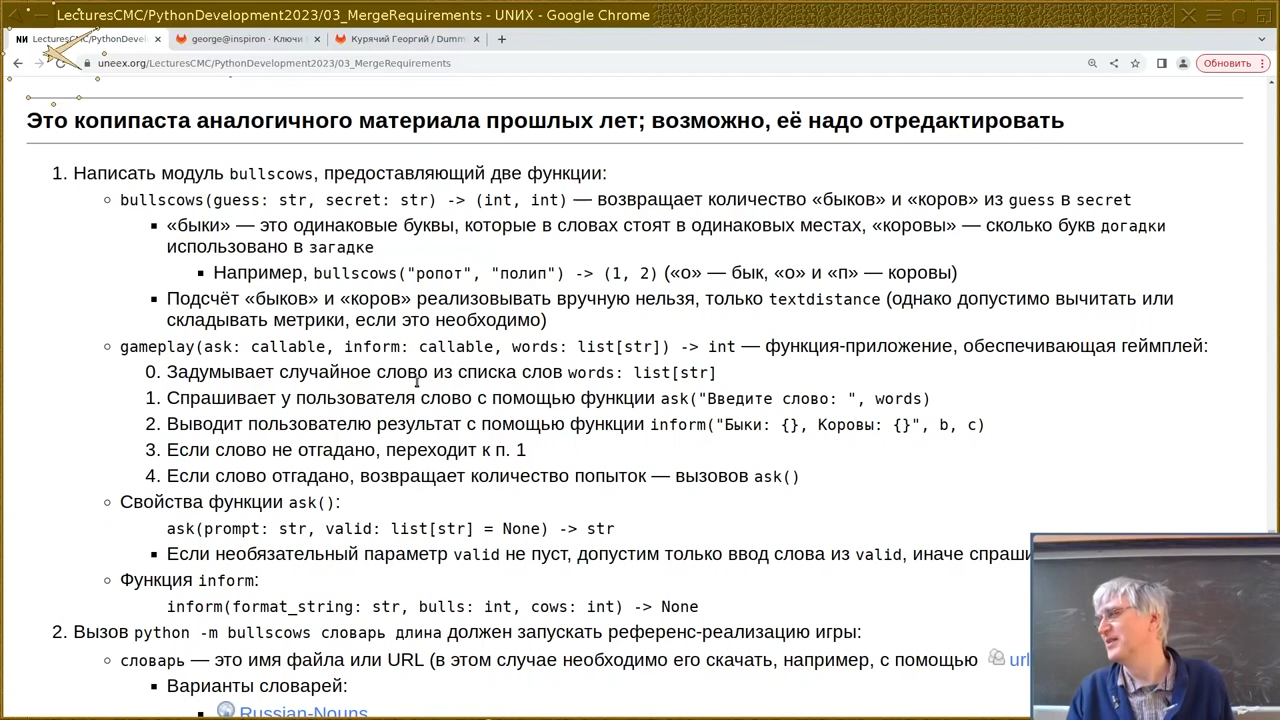 LecturesCMC/PythonDevelopment2023/03_MergeRequirements - UNИX - Google Chrome
LecturesCMC/PythonDevel
george@inspiron · Ключи
Курячий Георгий / Dumm
uneex.org/LecturesCMC/PythonDevelopment2023/03_MergeRequirements
Обновить
Это копипаста аналогичного материала прошлых лет; возможно, её надо отредактировать
1. Написать модуль bullscows, предоставляющий две функции:
bullscows(guess: str, secret: str) -> (int, int) — возвращает количество «быков» и «коров» из guess в secret
«быки» — это одинаковые буквы, которые в словах стоят в одинаковых местах, «коровы» — сколько букв догадки
использовано в загадке
Например, bullscows("ропот", "полип") -> (1, 2) («о» — бык, «о» и «п» — коровы)
Подсчёт «быков» и «коров» реализовывать вручную нельзя, только textdistance (однако допустимо вычитать или
складывать метрики, если это необходимо)
gameplay(ask: callable, inform: callable, words: list[str]) -> int — функция-приложение, обеспечивающая геймплей:
0. Задумывает случайное слово из списка слов words: list[str]
1. Спрашивает у пользователя слово с помощью функции ask("Введите слово: ", words)
2. Выводит пользователю результат с помощью функции inform("Быки: {}, Коровы: {}", b, c)
3. Если слово не отгадано, переходит к п. 1
4. Если слово отгадано, возвращает количество попыток — вызовов ask()
Свойства функции ask():
ask(prompt: str, valid: list[str] = None) -> str
Если необязательный параметр valid не пуст, допустим только ввод слова из valid, иначе спраши
Функция inform:
inform(format_string: str, bulls: int, cows: int) -> None
2. Вызов python -m bullscows словарь длина должен запускать референс-реализацию игры:
словарь — это имя файла или URL (в этом случае необходимо его скачать, например, с помощью url
Варианты словарей:
Russian-Nouns